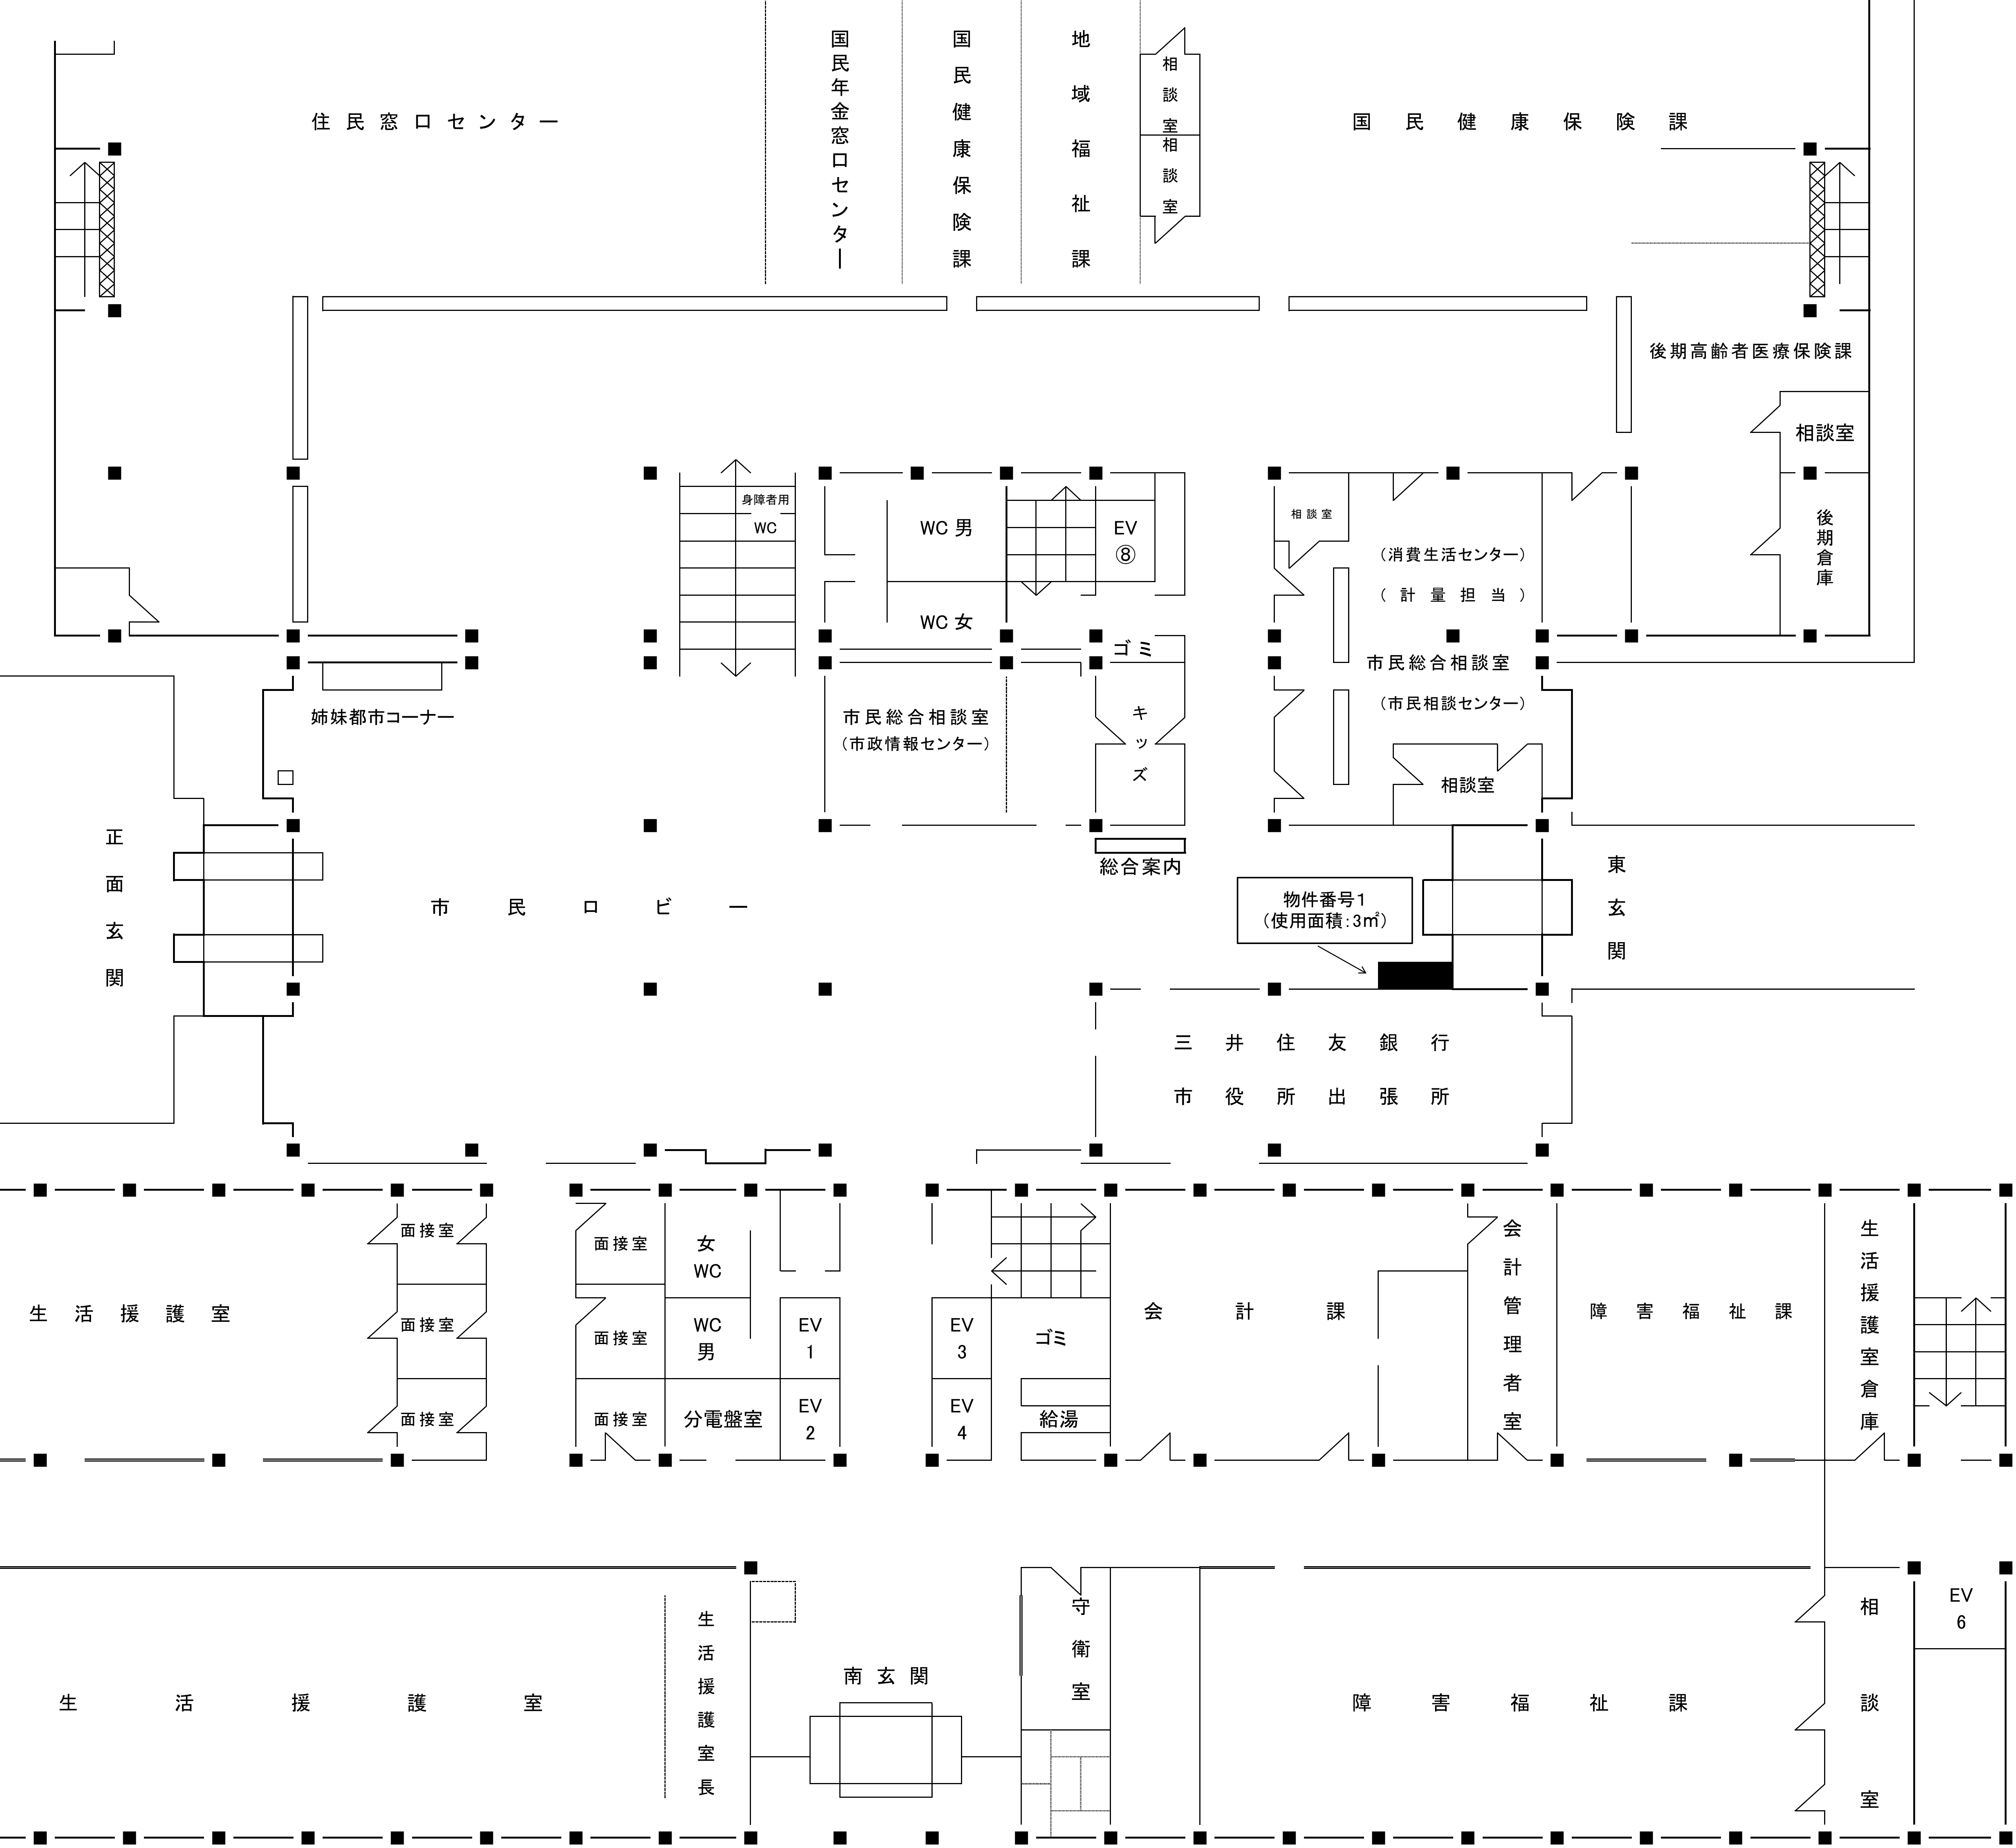 住民窓口センター
国民年金窓口センター
国民健康保険課
地域福祉課
相談室
相談室
国民健康保険課
後期高齢者医療保険課
相談室
後期倉庫
身障者用
WC
WC 男
WC 女
EV
⑧
ゴミ
キッズ
相談室
（消費生活センター）
（計量担当）
市民総合相談室
（市民相談センター）
相談室
姉妹都市コーナー
市民総合相談室
（市政情報センター）
総合案内
正面玄関
市民ロビー
物件番号1
（使用面積：3㎡）
東玄関
三井住友銀行
市役所出張所
生活援護室
面接室
面接室
面接室
面接室
面接室
面接室
女
WC
WC
男
分電盤室
EV
1
EV
2
EV
3
EV
4
ゴミ
給湯
会計課
会計管理者室
障害福祉課
生活援護室倉庫
生活援護室
生活援護室長
南玄関
守衛室
障害福祉課
相談室
EV
6